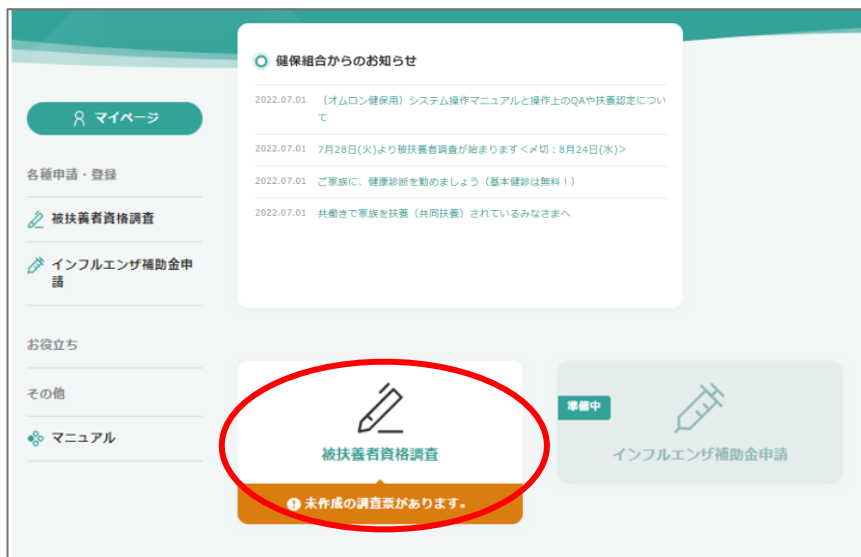 健保組合からのお知らせ
2022.07.01 （オムロン健保用）システム操作マニュアルと操作上のQAや扶養認定につい
て
2022.07.01 7月28日(火)より被扶養者調査が始まります＜〆切：8月24日(水)＞
2022.07.01 ご家族に、健康診断を勧めましょう（基本健診は無料！）
2022.07.01 共働きで家族を扶養（共同扶養）されているみなさまへ
マイページ
各種申請・登録
被扶養者資格調査
インフルエンザ補助金申
請
お役立ち
その他
マニュアル
被扶養者資格調査
未作成の調査票があります。
準備中
インフルエンザ補助金申請